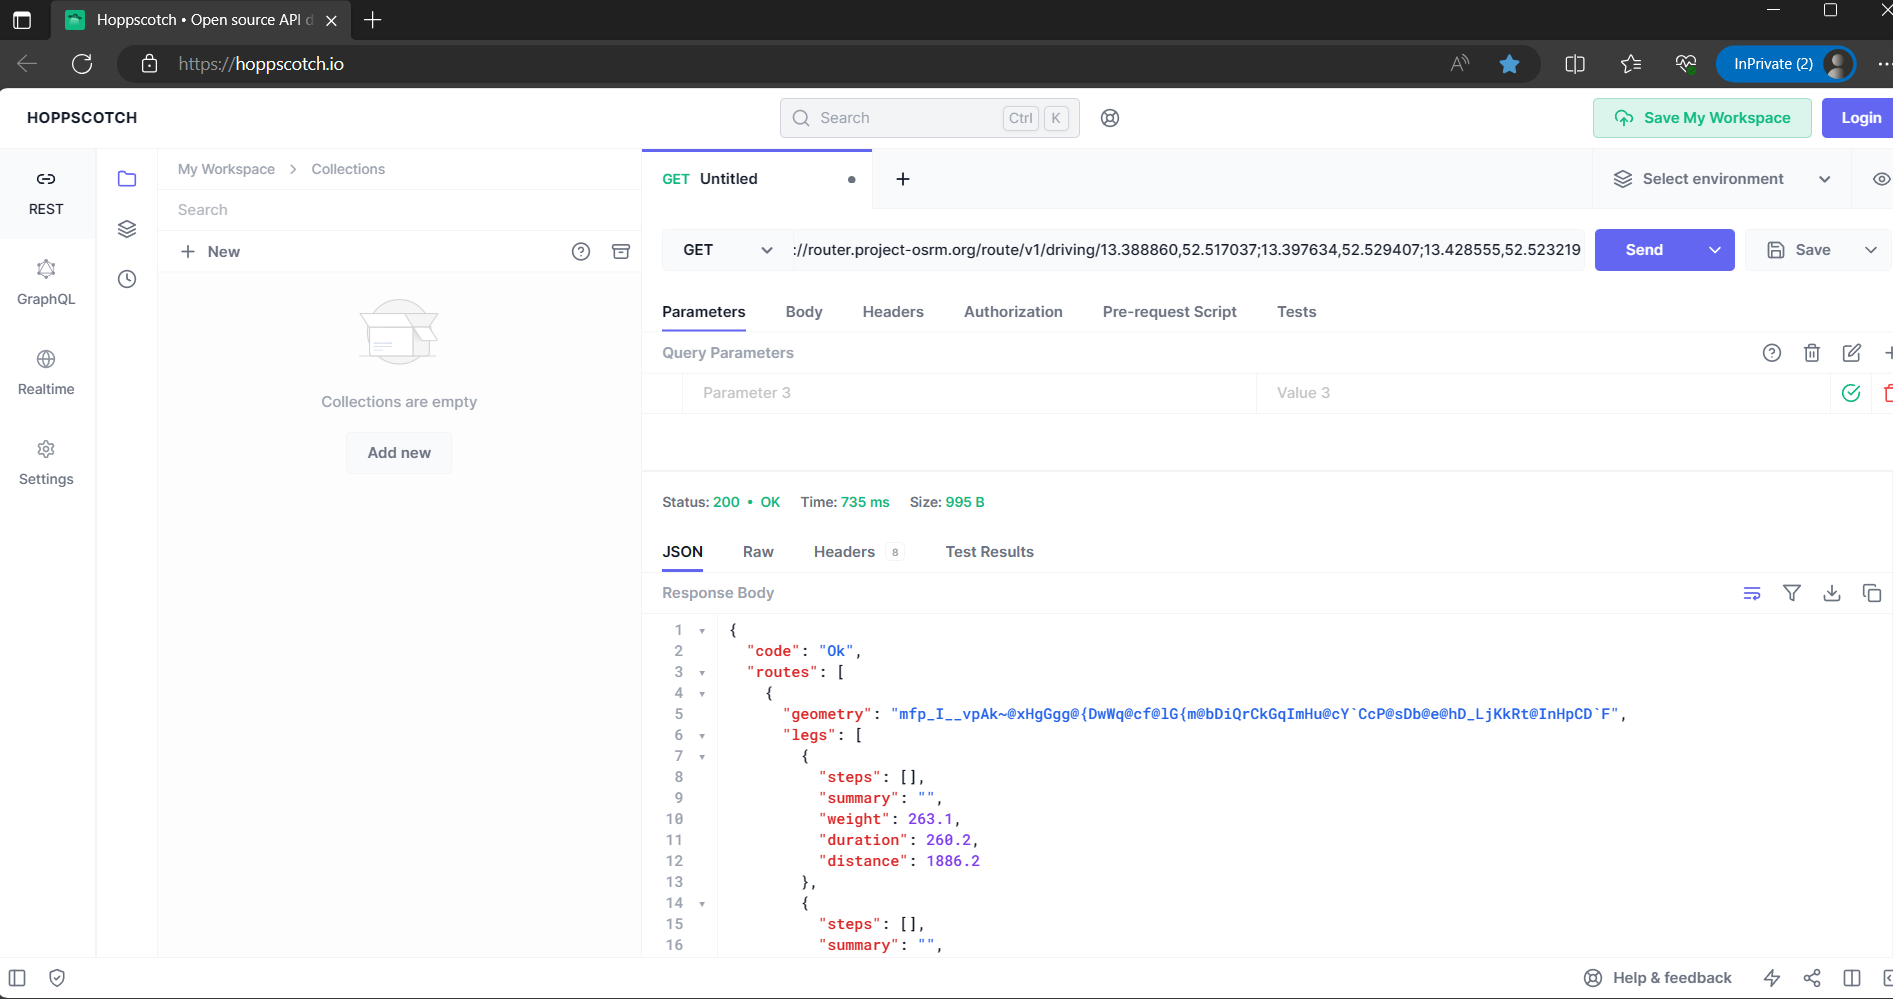 Hoppscotch • Open source API d
https://hoppscotch.io
InPrivate (2)
HOPPSCOTCH
Search
Ctrl K
Save My Workspace
Login
REST
GraphQL
Realtime
Settings
My Workspace > Collections
Search
+ New
Collections are empty
Add new
GET Untitled
Select environment
GET
://router.project-osrm.org/route/v1/driving/13.388860,52.517037;13.397634,52.529407;13.428555,52.523219
Send
Save
Parameters Body Headers Authorization Pre-request Script Tests
Query Parameters
Parameter 3 Value 3
Status: 200 • OK Time: 735 ms Size: 995 B
JSON Raw Headers 8 Test Results
Response Body
1 {
2 "code": "Ok",
3 "routes": [
4 {
5 "geometry": "mfp_I__vpAk~@xHgGgg@{DwWq@cf@lG{m@bDiQrCkGqImHu@cY`CcP@sDb@e@hD_LjKkRt@InHpCD`F",
6 "legs": [
7 {
8 "steps": [],
9 "summary": "",
10 "weight": 263.1,
11 "duration": 260.2,
12 "distance": 1886.2
13 },
14 {
15 "steps": [],
16 "summary": "",
Help & feedback